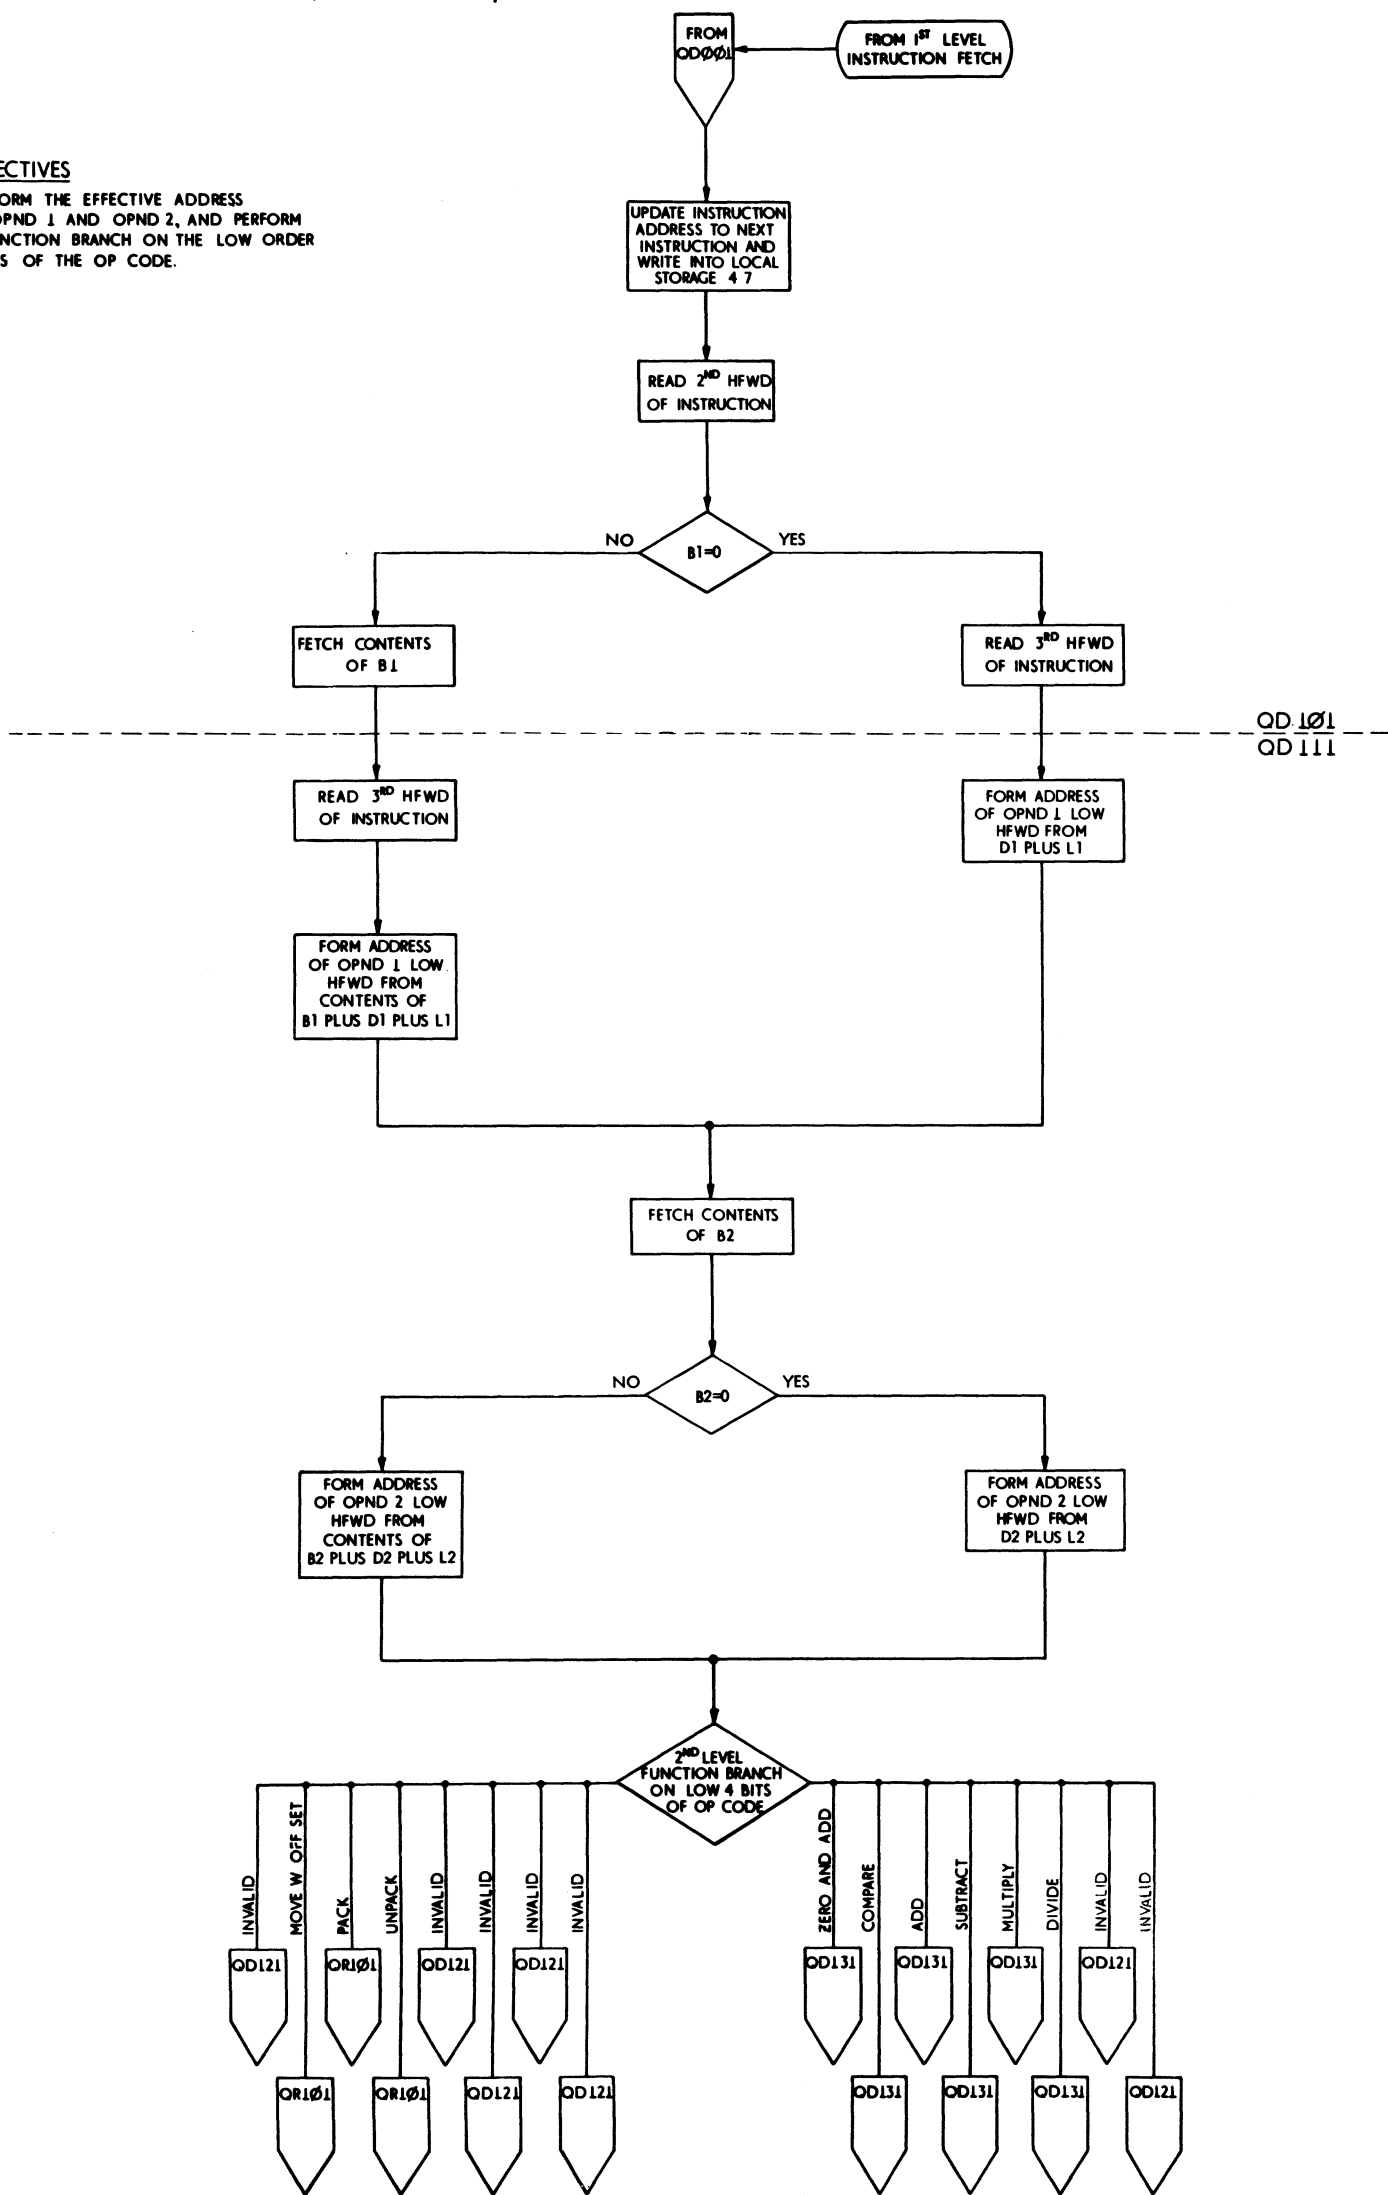 FROM
QDØØ1
FROM 1ST LEVEL
INSTRUCTION FETCH
ECTIVES
ORM THE EFFECTIVE ADDRESS
OPND 1 AND OPND 2, AND PERFORM
NCTION BRANCH ON THE LOW ORDER
S OF THE OP CODE.
UPDATE INSTRUCTION
ADDRESS TO NEXT
INSTRUCTION AND
WRITE INTO LOCAL
STORAGE 4 7
READ 2ND HFWD
OF INSTRUCTION
NO
B1=0
YES
FETCH CONTENTS
OF B1
READ 3RD HFWD
OF INSTRUCTION
QD 1Ø1
QD 111
READ 3RD HFWD
OF INSTRUCTION
FORM ADDRESS
OF OPND 1 LOW
HFWD FROM
D1 PLUS L1
FORM ADDRESS
OF OPND 1 LOW
HFWD FROM
CONTENTS OF
B1 PLUS D1 PLUS L1
FETCH CONTENTS
OF B2
NO
B2=0
YES
FORM ADDRESS
OF OPND 2 LOW
HFWD FROM
CONTENTS OF
B2 PLUS D2 PLUS L2
FORM ADDRESS
OF OPND 2 LOW
HFWD FROM
D2 PLUS L2
2ND LEVEL
FUNCTION BRANCH
ON LOW 4 BITS
OF OP CODE
INVALID
MOVE W OFF SET
PACK
UNPACK
INVALID
INVALID
INVALID
INVALID
ZERO AND ADD
COMPARE
ADD
SUBTRACT
MULTIPLY
DIVIDE
INVALID
INVALID
QD121
QR1Ø1
QD121
QD121
QD131
QD131
QD131
QD121
QR1Ø1
QR1Ø1
QD121
QD121
QD131
QD131
QD131
QD121